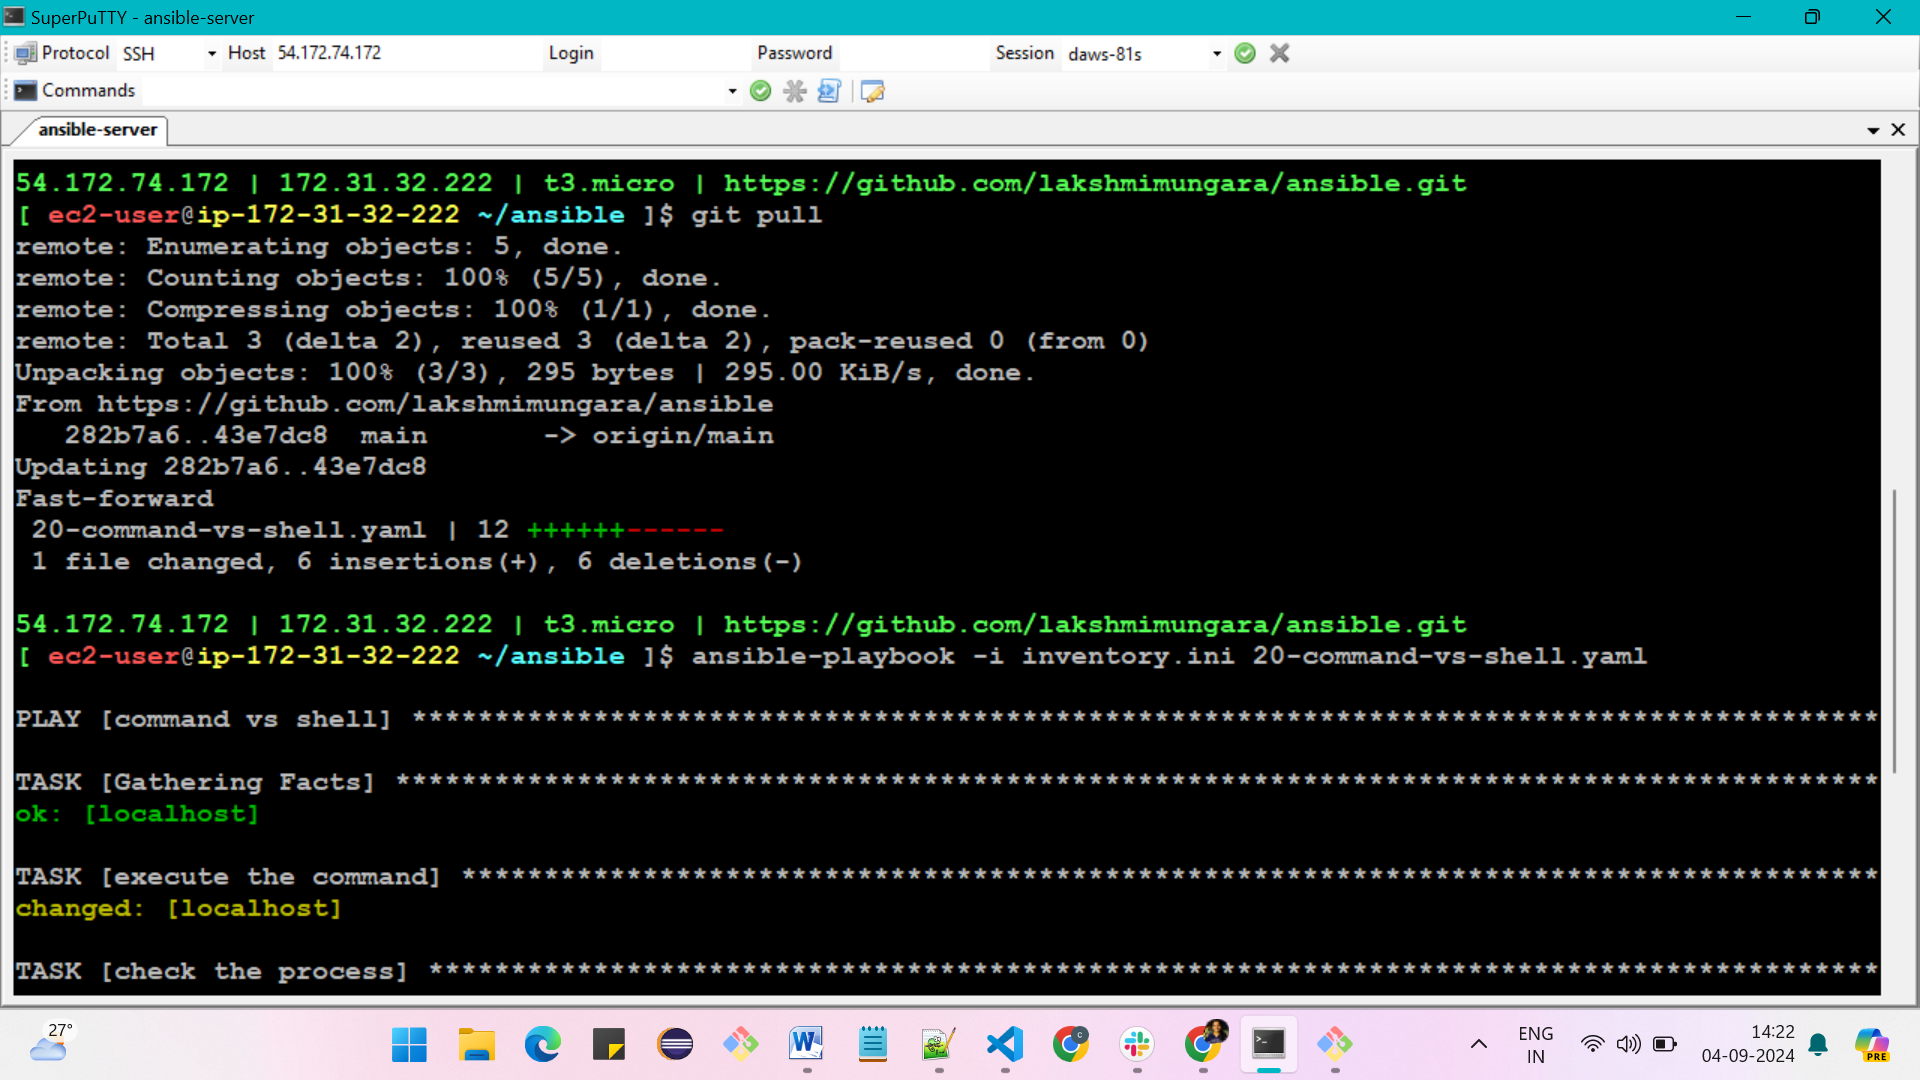 SuperPuTTY - ansible-server
Protocol SSH Host 54.172.74.172 Login Password Session daws-81s
Commands
ansible-server
54.172.74.172 | 172.31.32.222 | t3.micro | https://github.com/lakshmimungara/ansible.git
[ ec2-user@ip-172-31-32-222 ~/ansible ]$ git pull
remote: Enumerating objects: 5, done.
remote: Counting objects: 100% (5/5), done.
remote: Compressing objects: 100% (1/1), done.
remote: Total 3 (delta 2), reused 3 (delta 2), pack-reused 0 (from 0)
Unpacking objects: 100% (3/3), 295 bytes | 295.00 KiB/s, done.
From https://github.com/lakshmimungara/ansible
   282b7a6..43e7dc8  main       -> origin/main
Updating 282b7a6..43e7dc8
Fast-forward
 20-command-vs-shell.yaml | 12 ++++++------
 1 file changed, 6 insertions(+), 6 deletions(-)
54.172.74.172 | 172.31.32.222 | t3.micro | https://github.com/lakshmimungara/ansible.git
[ ec2-user@ip-172-31-32-222 ~/ansible ]$ ansible-playbook -i inventory.ini 20-command-vs-shell.yaml
PLAY [command vs shell] *****************************************************************************************
TASK [Gathering Facts] ******************************************************************************************
ok: [localhost]
TASK [execute the command] **************************************************************************************
changed: [localhost]
TASK [check the process] ****************************************************************************************
27°
ENG
IN
14:22
04-09-2024
PRE